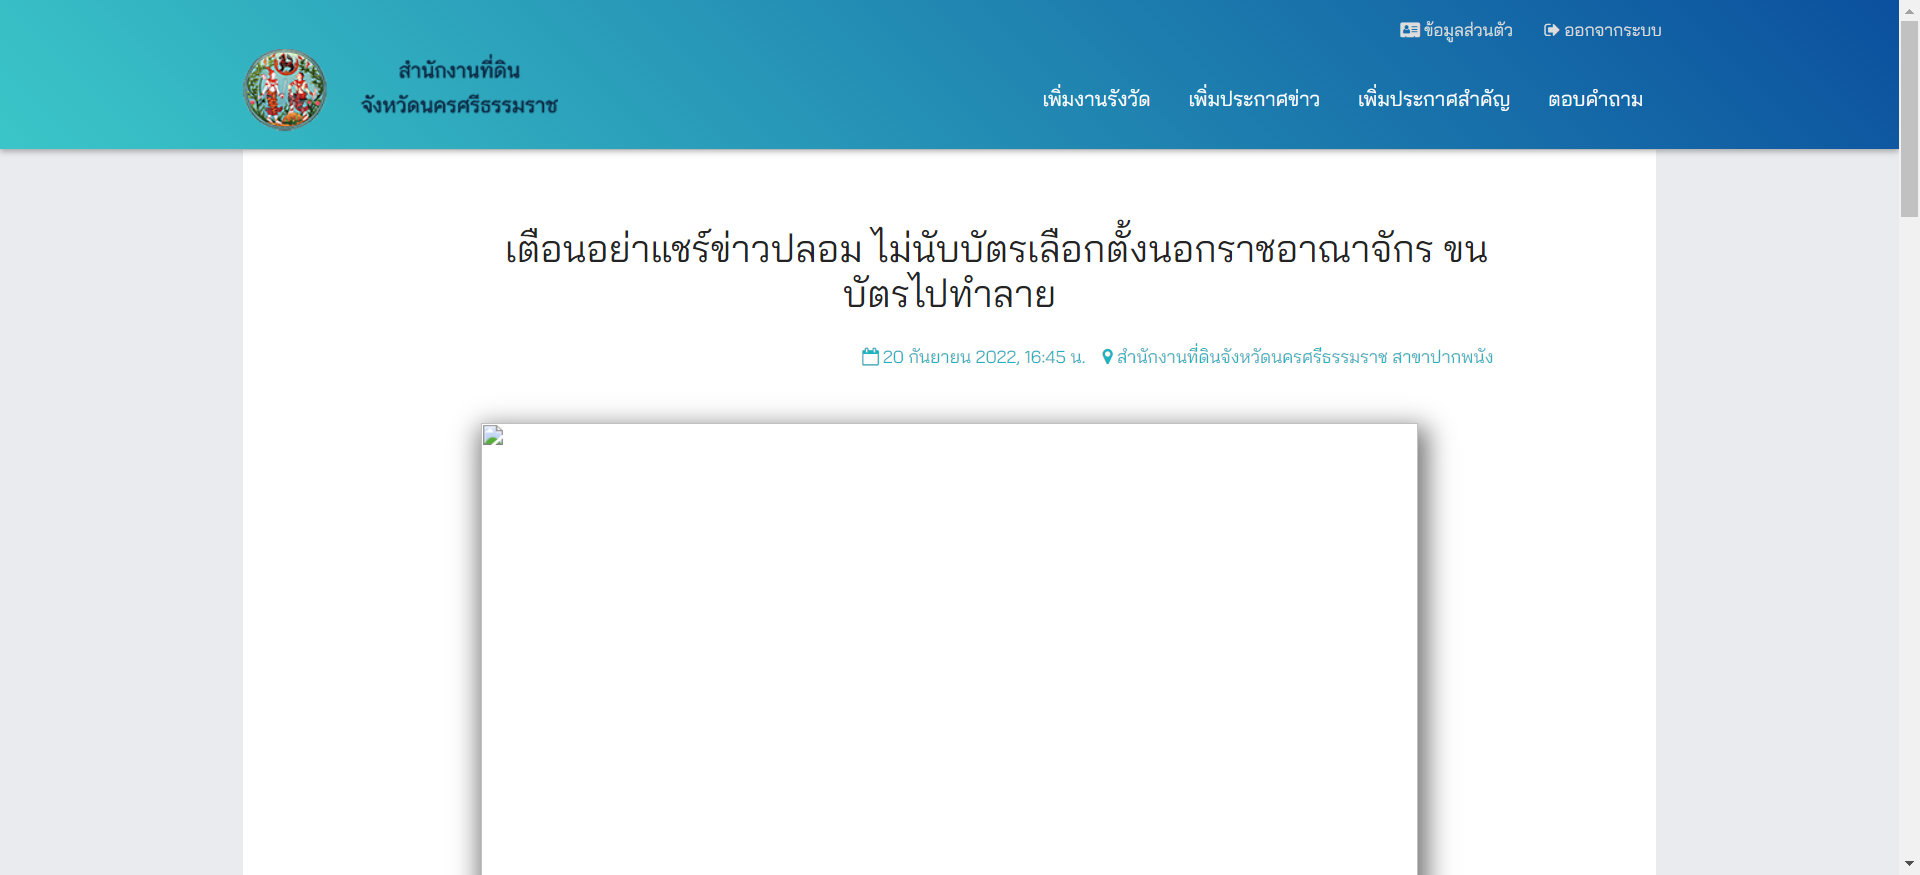 ข้อมูลส่วนตัว ออกจากระบบ
สำนักงานที่ดิน
จังหวัดนครศรีธรรมราช
เพิ่มงานรังวัด เพิ่มประกาศข่าว เพิ่มประกาศสำคัญ ตอบคำถาม
เตือนอย่าแชร์ข่าวปลอม ไม่นับบัตรเลือกตั้งนอกราชอาณาจักร ขน
บัตรไปทำลาย
20 กันยายน 2022, 16:45 น. สำนักงานที่ดินจังหวัดนครศรีธรรมราช สาขาปากพนัง